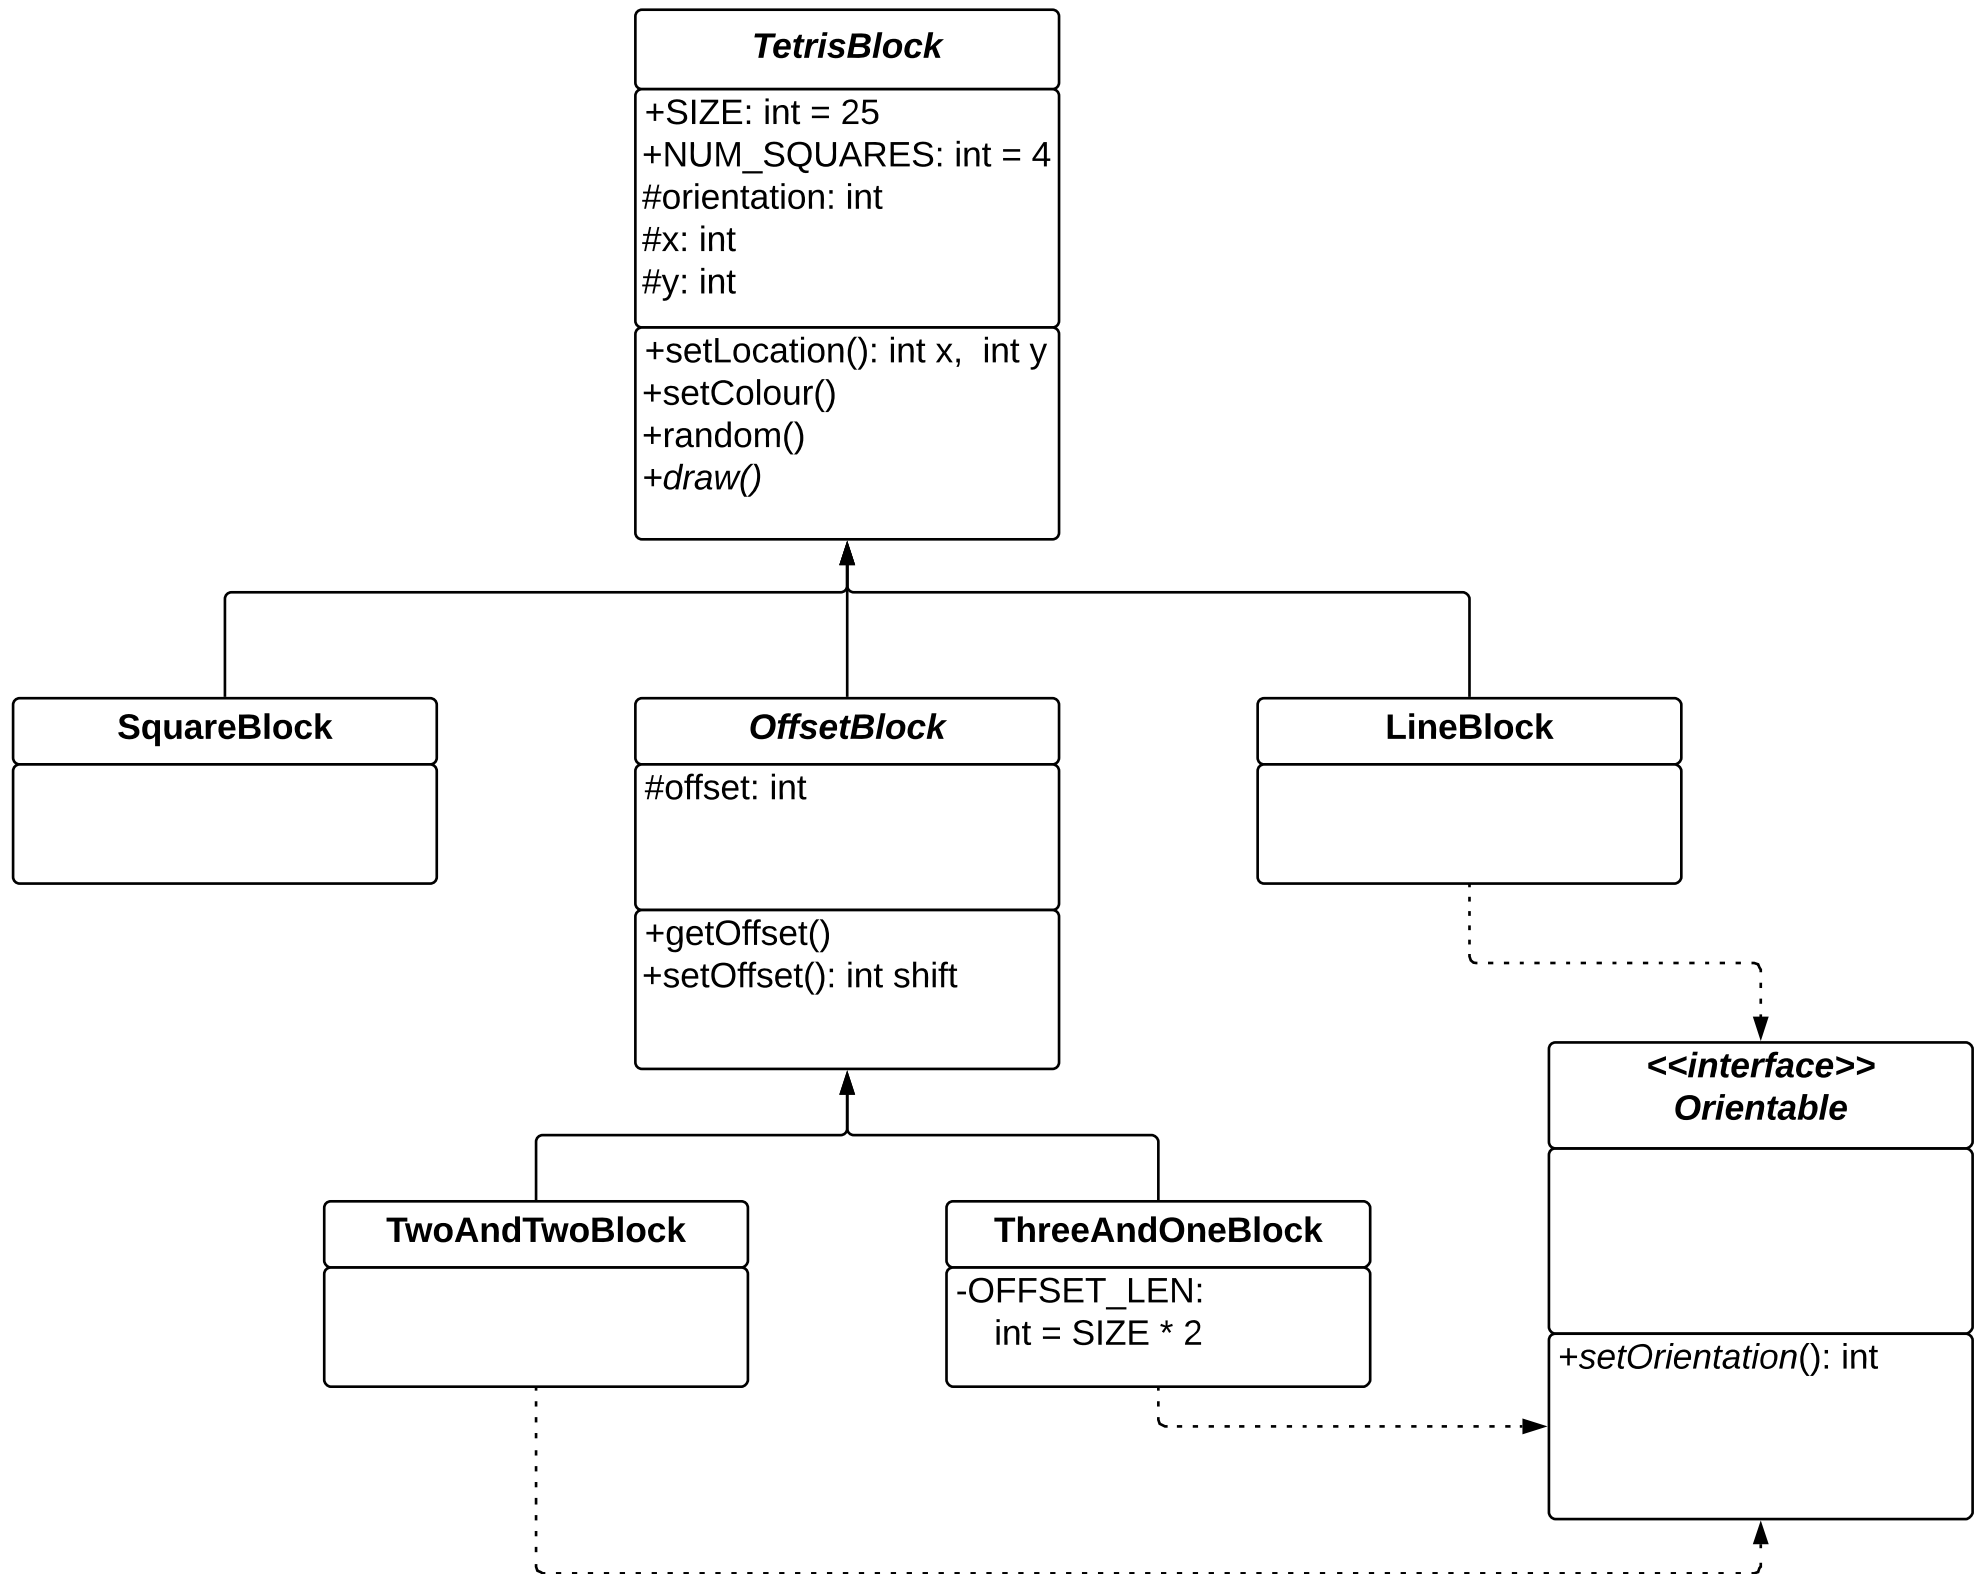 TetrisBlock
+SIZE: int = 25
+NUM_SQUARES: int = 4
#orientation: int
#x: int
#y: int
+setLocation(): int x,  int y
+setColour()
+random()
+draw()
SquareBlock
OffsetBlock
#offset: int
+getOffset()
+setOffset(): int shift
LineBlock
<<interface>>
Orientable
+setOrientation(): int
TwoAndTwoBlock
ThreeAndOneBlock
-OFFSET_LEN:
int = SIZE * 2